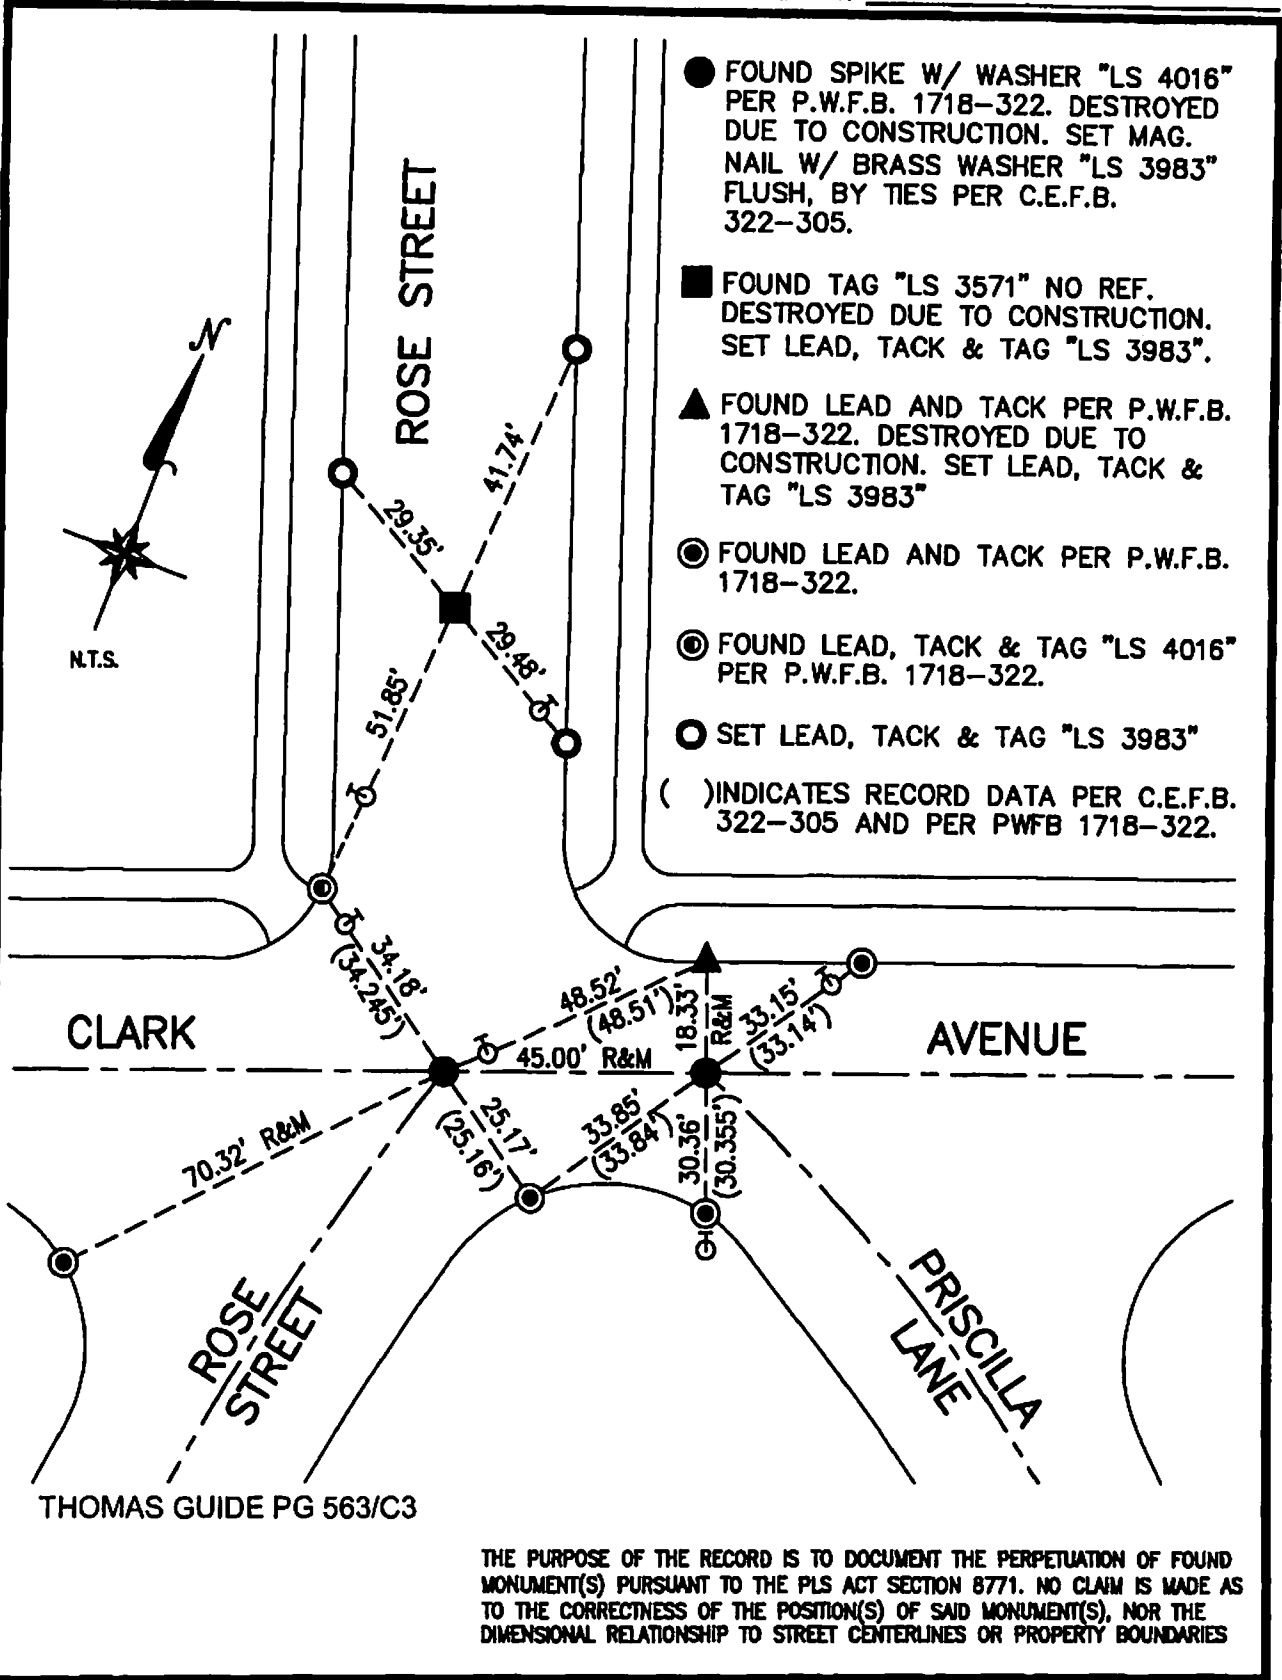 FOUND SPIKE W/ WASHER "LS 4016"
PER P.W.F.B. 1718-322. DESTROYED
DUE TO CONSTRUCTION. SET MAG.
NAIL W/ BRASS WASHER "LS 3983"
FLUSH, BY TIES PER C.E.F.B.
322-305.
FOUND TAG "LS 3571" NO REF.
DESTROYED DUE TO CONSTRUCTION.
SET LEAD, TACK & TAG "LS 3983".
FOUND LEAD AND TACK PER P.W.F.B.
1718-322. DESTROYED DUE TO
CONSTRUCTION. SET LEAD, TACK &
TAG "LS 3983"
FOUND LEAD AND TACK PER P.W.F.B.
1718-322.
FOUND LEAD, TACK & TAG "LS 4016"
PER P.W.F.B. 1718-322.
SET LEAD, TACK & TAG "LS 3983"
( )INDICATES RECORD DATA PER C.E.F.B.
322-305 AND PER PWFB 1718-322.
ROSE STREET
N
N.T.S.
41.74'
29.35'
29.48'
51.85'
34.18'
(34.245')
48.52'
(48.51')
18.33'
R&M
33.15'
(33.14')
CLARK
AVENUE
45.00' R&M
70.32' R&M
25.17'
(25.16')
33.85'
(33.84')
30.36'
(30.355')
ROSE
STREET
PRISCILLA
LANE
THOMAS GUIDE PG 563/C3
THE PURPOSE OF THE RECORD IS TO DOCUMENT THE PERPETUATION OF FOUND
MONUMENT(S) PURSUANT TO THE PLS ACT SECTION 8771. NO CLAIM IS MADE AS
TO THE CORRECTNESS OF THE POSITION(S) OF SAID MONUMENT(S), NOR THE
DIMENSIONAL RELATIONSHIP TO STREET CENTERLINES OR PROPERTY BOUNDARIES